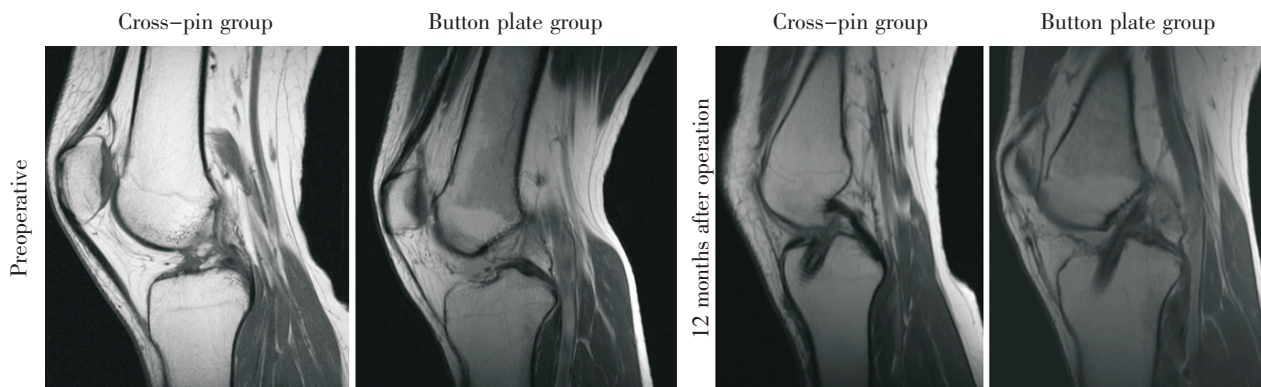 Cross-pin group
Button plate group
Cross-pin group
Button plate group
Preoperative
12 months after operation